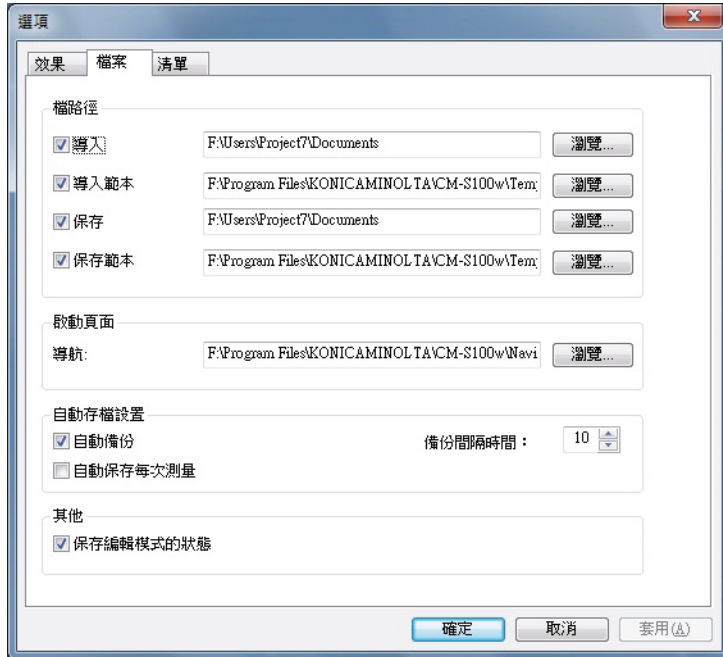 選項
效果 檔案 清單
檔路徑
導入 F:\Users\Project7\Documents 瀏覽...
導入範本 F:\Program Files\KONICAMINOLTA\CM-S100w\Tem 瀏覽...
保存 F:\Users\Project7\Documents 瀏覽...
保存範本 F:\Program Files\KONICAMINOLTA\CM-S100w\Tem 瀏覽...
啟動頁面
導航: F:\Program Files\KONICAMINOLTA\CM-S100w\Navi 瀏覽...
自動存檔設置
自動備份 備份間隔時間： 10
自動保存每次測量
其他
保存編輯模式的狀態
確定 取消 套用(A)